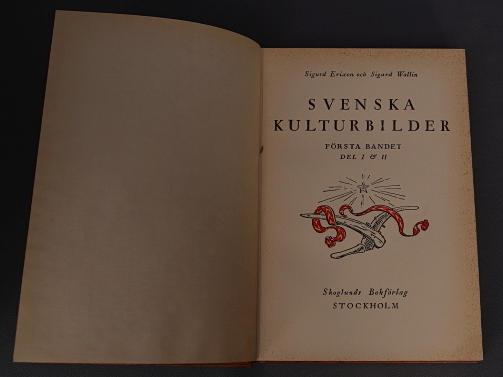 Sigurd Erixon och Sigurd Wallin
SVENSKA
KULTURBILDER
FÖRSTA BANDET
DEL I & II
Skoglunds Bokförlag
STOCKHOLM